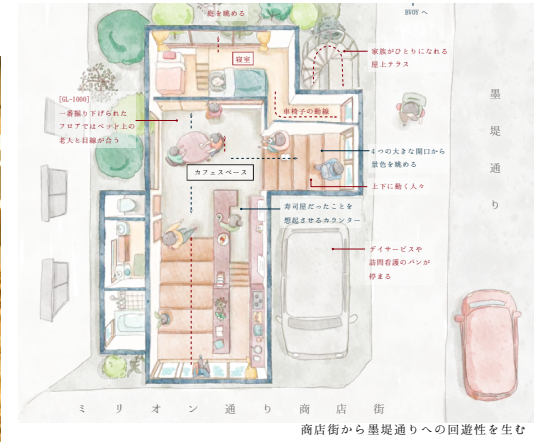 庭を眺める
BUOY へ
寝室
家族がひとりになれる
屋上テラス
[GL-1000]
一番掘り下げられた
フロアではベッド上の
老人と目線が合う
車椅子の動線
墨堤通り
4つの大きな開口から
景色を眺める
カフェスペース
上下に動く人々
寿司屋だったことを
想起させるカウンター
デイサービスや
訪問看護のバンが
停まる
ミリオン通り商店街
商店街から墨堤通りへの回遊性を生む